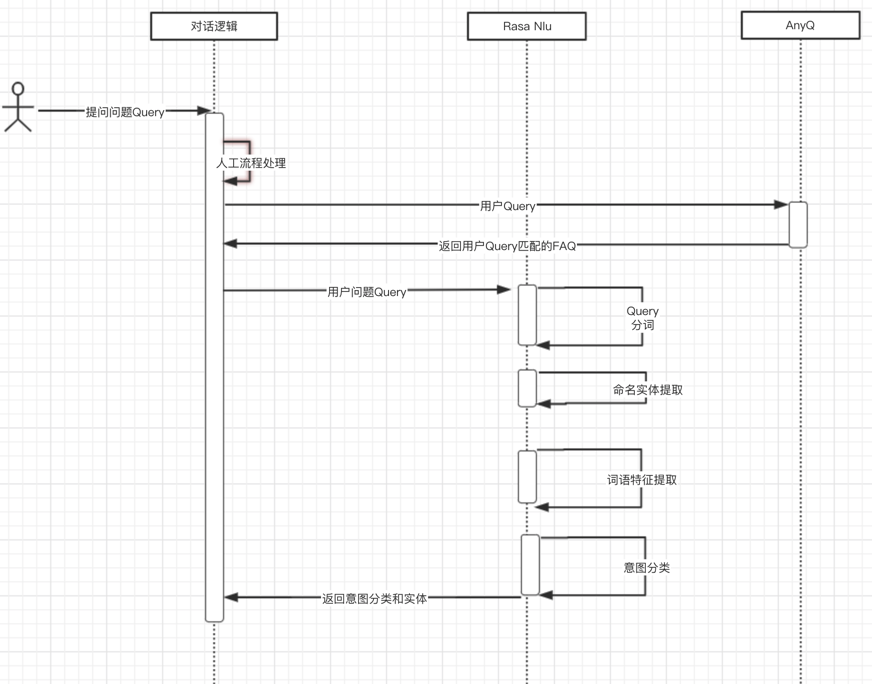 对话逻辑
Rasa Nlu
AnyQ
提问问题Query
人工流程处理
用户Query
返回用户Query匹配的FAQ
用户问题Query
Query
分词
命名实体提取
词语特征提取
意图分类
返回意图分类和实体